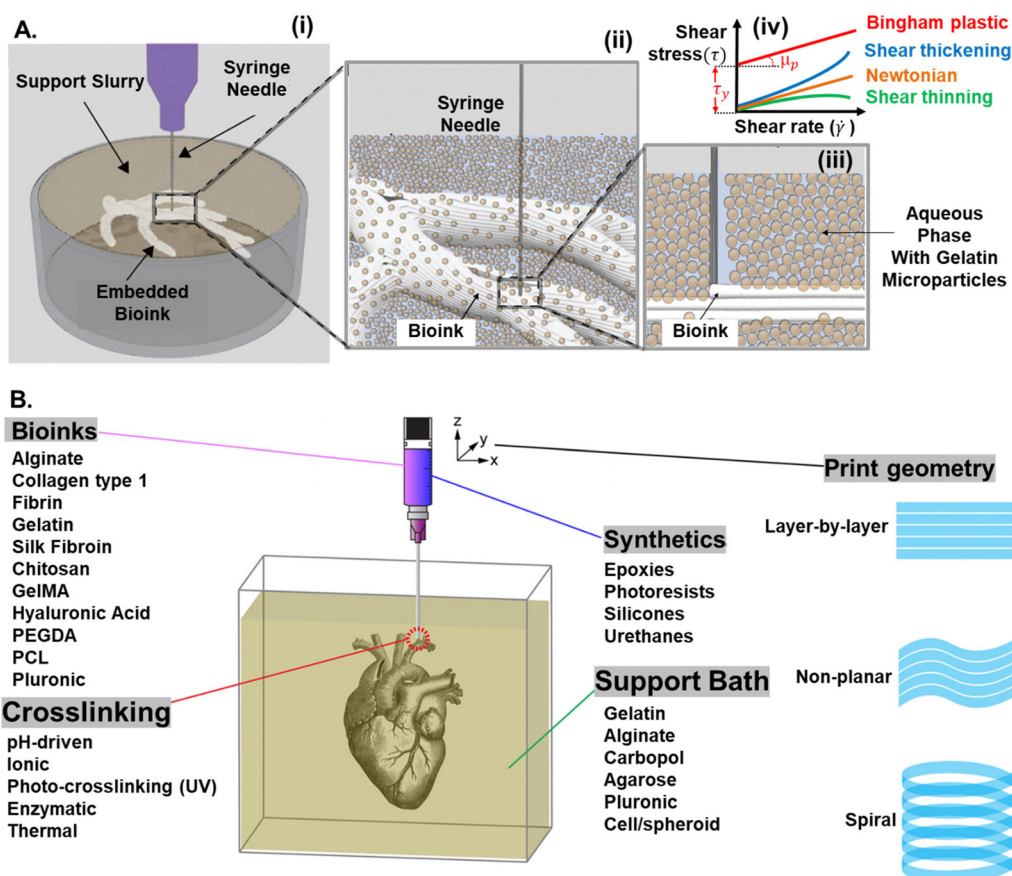 A.
(i)
Support Slurry
Syringe
Needle
Embedded
Bioink
(ii)
Syringe
Needle
Bioink
(iii)
Bioink
Aqueous
Phase
With Gelatin
Microparticles
(iv)
Shear
stress(τ)
τy
μp
Bingham plastic
Shear thickening
Newtonian
Shear thinning
Shear rate (γ̇)
B.
Bioinks
Alginate
Collagen type 1
Fibrin
Gelatin
Silk Fibroin
Chitosan
GelMA
Hyaluronic Acid
PEGDA
PCL
Pluronic
Crosslinking
pH-driven
Ionic
Photo-crosslinking (UV)
Enzymatic
Thermal
z
y
x
Synthetics
Epoxies
Photoresists
Silicones
Urethanes
Support Bath
Gelatin
Alginate
Carbopol
Agarose
Pluronic
Cell/spheroid
Print geometry
Layer-by-layer
Non-planar
Spiral